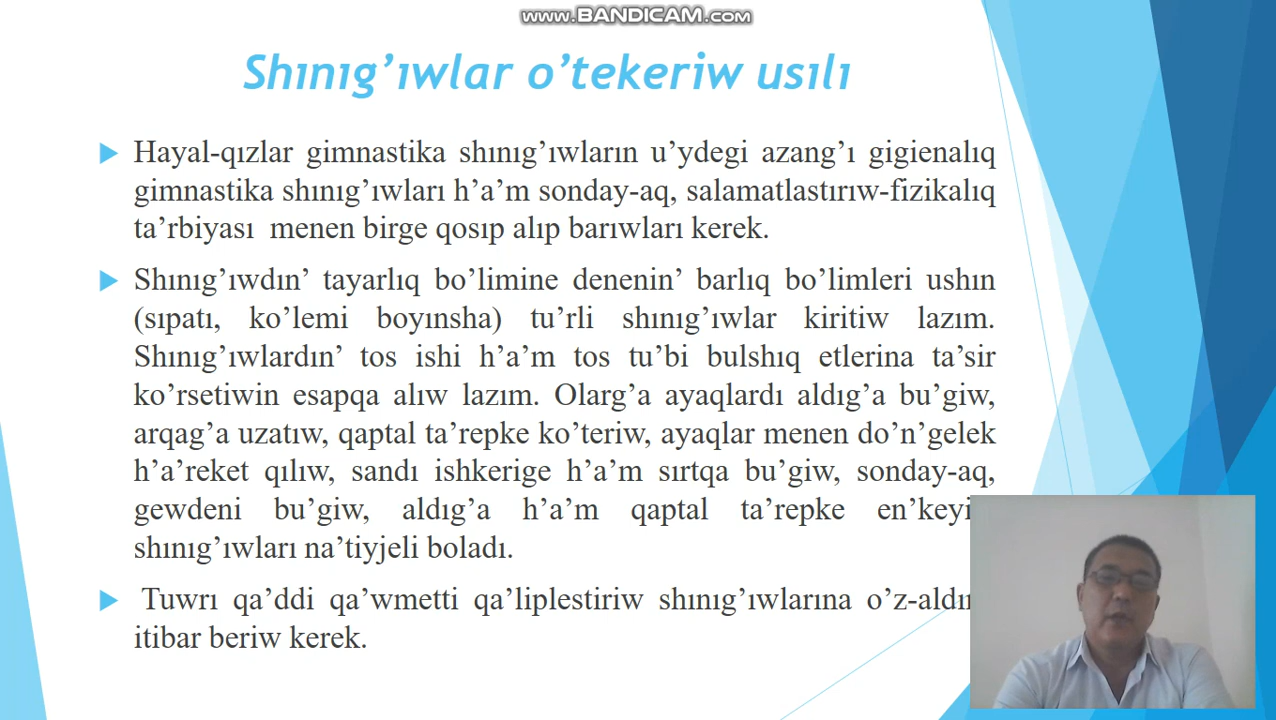 WWW.BANDICAM.COM
Shınıg’ıwlar o’tekeriw usılı
Hayal-qızlar gimnastika shınıg’ıwların u’ydegi azang’ı gigienalıq
gimnastika shınıg’ıwları h’a’m sonday-aq, salamatlastırıw-fizikalıq
ta’rbiyası menen birge qosıp alıp barıwları kerek.
Shınıg’ıwdın’ tayarlıq bo’limine denenin’ barlıq bo’limleri ushın
(sıpatı, ko’lemi boyınsha) tu’rli shınıg’ıwlar kiritiw lazım.
Shınıg’ıwlardın’ tos ishi h’a’m tos tu’bi bulshıq etlerina ta’sir
ko’rsetiwin esapqa alıw lazım. Olarg’a ayaqlardı aldıg’a bu’giw,
arqag’a uzatıw, qaptal ta’repke ko’teriw, ayaqlar menen do’n’gelek
h’a’reket qılıw, sandı ishkerige h’a’m sırtqa bu’giw, sonday-aq,
gewdeni bu’giw, aldıg’a h’a’m qaptal ta’repke
shınıg’ıwları na’tiyjeli boladı.
Tuwrı qa’ddi qa’wmetti qa’liplestiriw shınıg’ıwlarına
itibar beriw kerek.